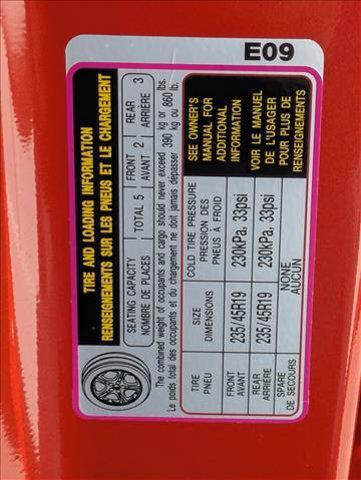 E09
TIRE AND LOADING INFORMATION
RENSEIGNEMENTS SUR LES PNEUS ET LE CHARGEMENT
SEATING CAPACITY TOTAL 5 FRONT 2 REAR 3
NOMBRE DE PLACES AVANT ARRIÈRE
The combined weight of occupants and cargo should never exceed 390 kg or 860 lbs.
Le poids total des occupants et du chargement ne doit jamais dépasser 390 kg or 860 lb.
TIRE SIZE COLD TIRE PRESSURE
PNEU DIMENSIONS PRESSION DES PNEUS À FROID
FRONT 235/45R19 230kPa, 33psi
AVANT
REAR 235/45R19 230kPa, 33psi
ARRIÈRE
SPARE NONE
DE SECOURS AUCUN
SEE OWNER'S
MANUAL FOR
ADDITIONAL
INFORMATION
VOIR LE MANUEL
DE L'USAGER
POUR PLUS DE
RENSEIGNEMENTS